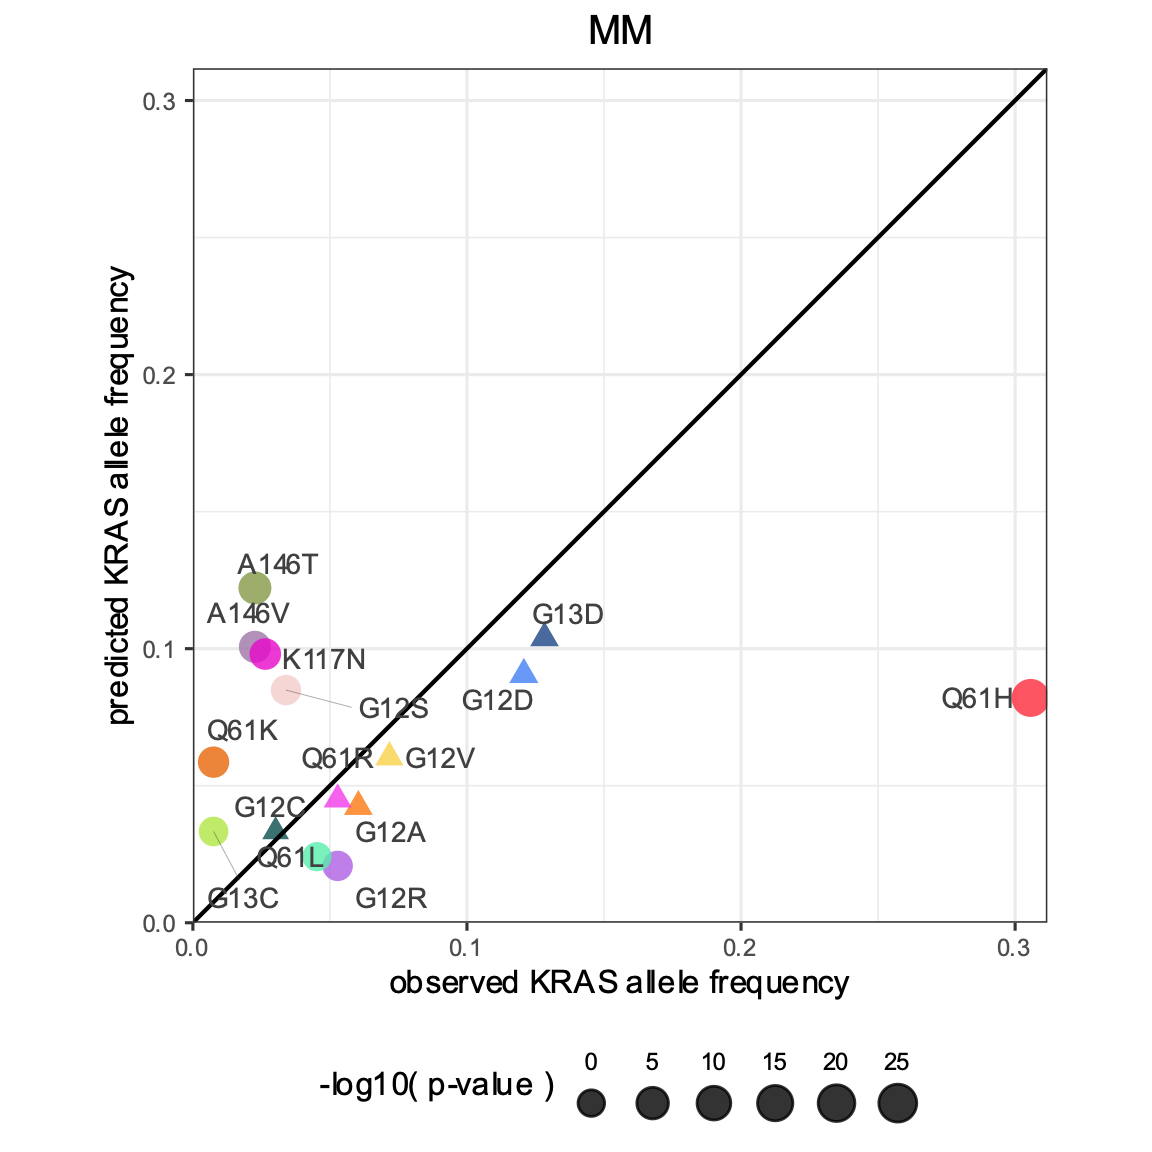 MM
predicted KRAS allele frequency
0.3
0.2
0.1
0.0
A146T
A146V
K117N
G12S
Q61K
G13D
G12D
Q61H
Q61R
G12V
G12C
G12A
Q61L
G13C
G12R
0.0 0.1 0.2 0.3
observed KRAS allele frequency
0 5 10 15 20 25
-log10( p-value )